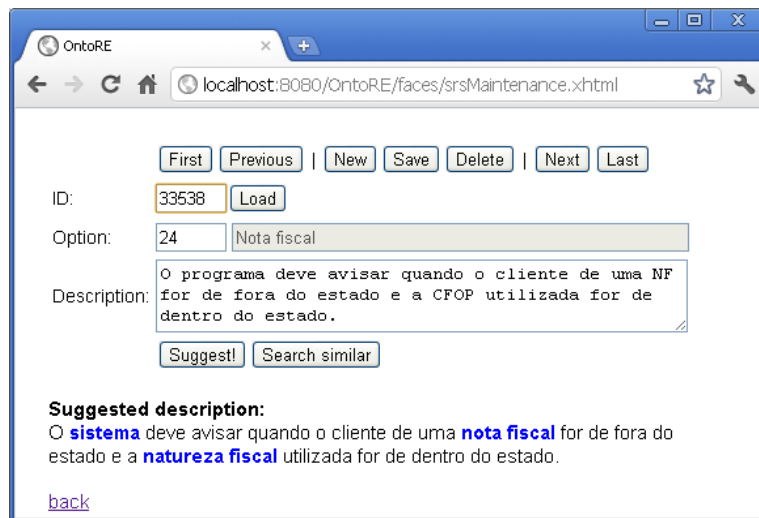 OntoRE
localhost:8080/OntoRE/faces/srsMaintenance.xhtml
First Previous | New Save Delete | Next Last
ID: 33538 Load
Option: 24 Nota fiscal
Description: O programa deve avisar quando o cliente de uma NF
for de fora do estado e a CFOP utilizada for de
dentro do estado.
Suggest! Search similar
Suggested description:
O sistema deve avisar quando o cliente de uma nota fiscal for de fora do
estado e a natureza fiscal utilizada for de dentro do estado.
back